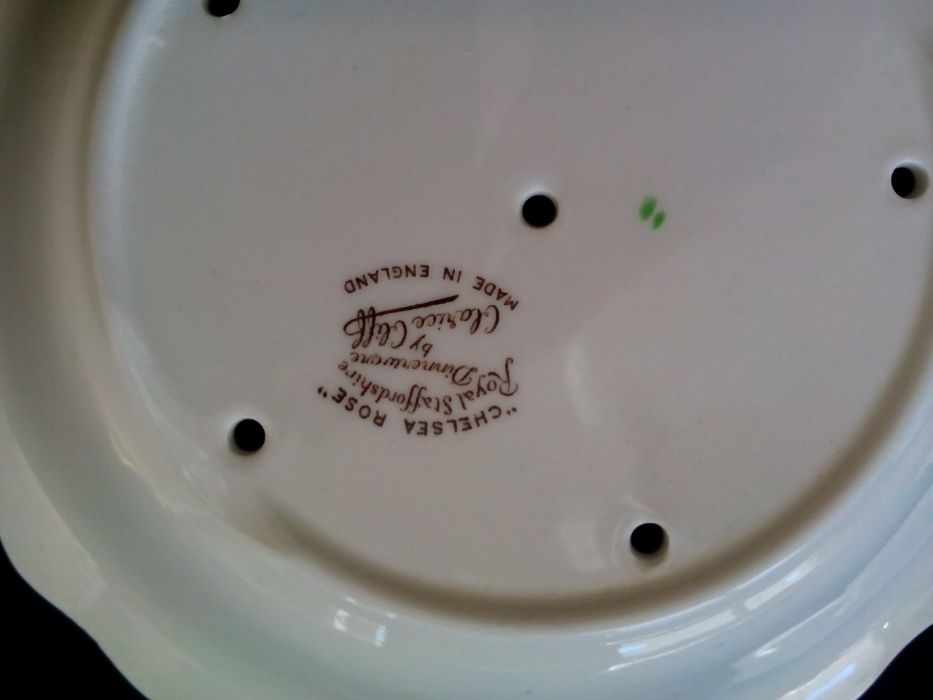 "CHELSEA ROSE"
Royal Staffordshire
Dinnerware
by
Clarice Cliff
MADE IN ENGLAND